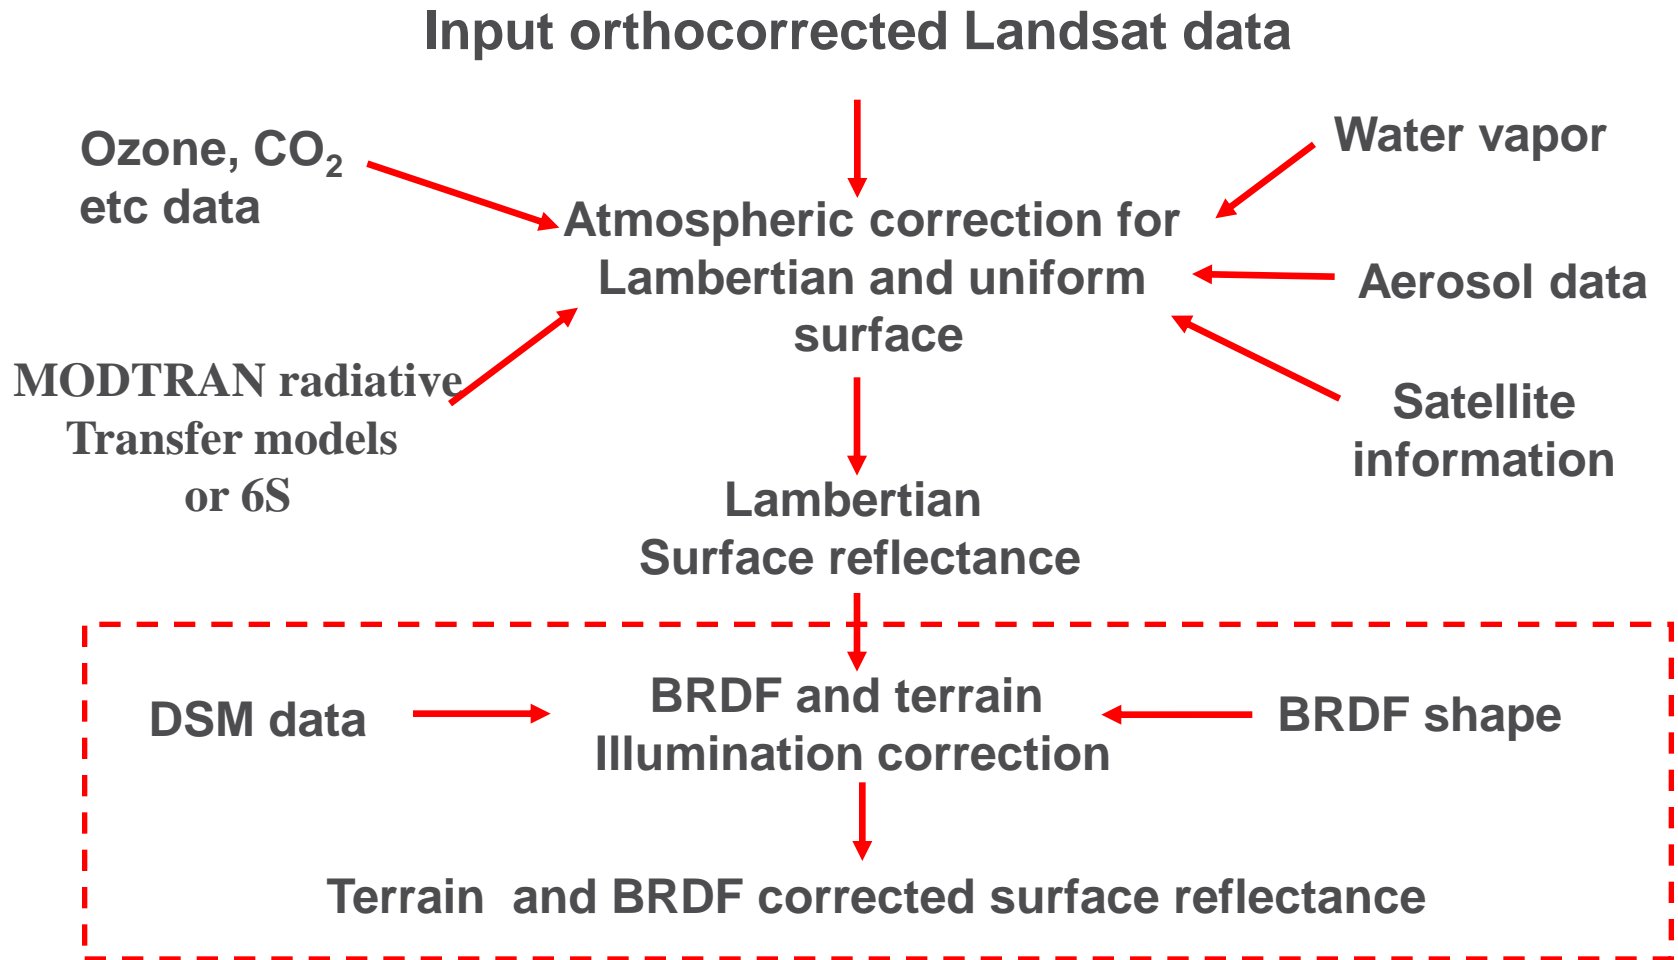 Input orthocorrected Landsat data
Ozone, CO₂
etc data
Water vapor
Atmospheric correction for
Lambertian and uniform
surface
Aerosol data
MODTRAN radiative
Transfer models
or 6S
Satellite
information
Lambertian
Surface reflectance
DSM data
BRDF and terrain
Illumination correction
BRDF shape
Terrain and BRDF corrected surface reflectance